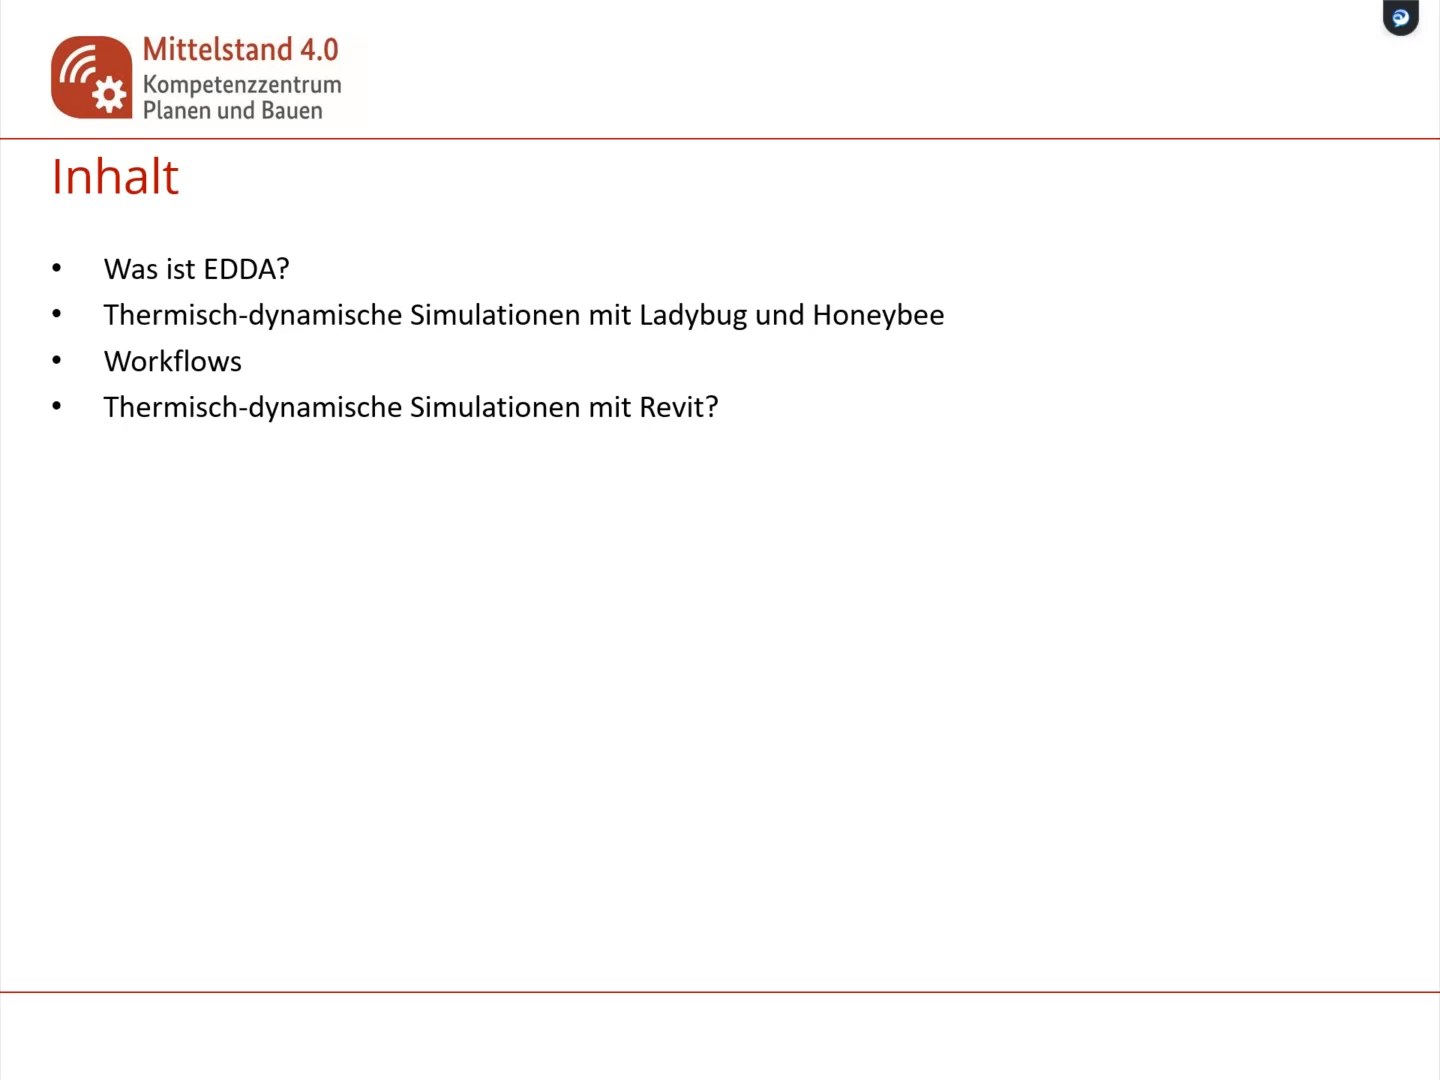 Mittelstand 4.0
Kompetenzzentrum
Planen und Bauen
Inhalt
• Was ist EDDA?
• Thermisch-dynamische Simulationen mit Ladybug und Honeybee
• Workflows
• Thermisch-dynamische Simulationen mit Revit?